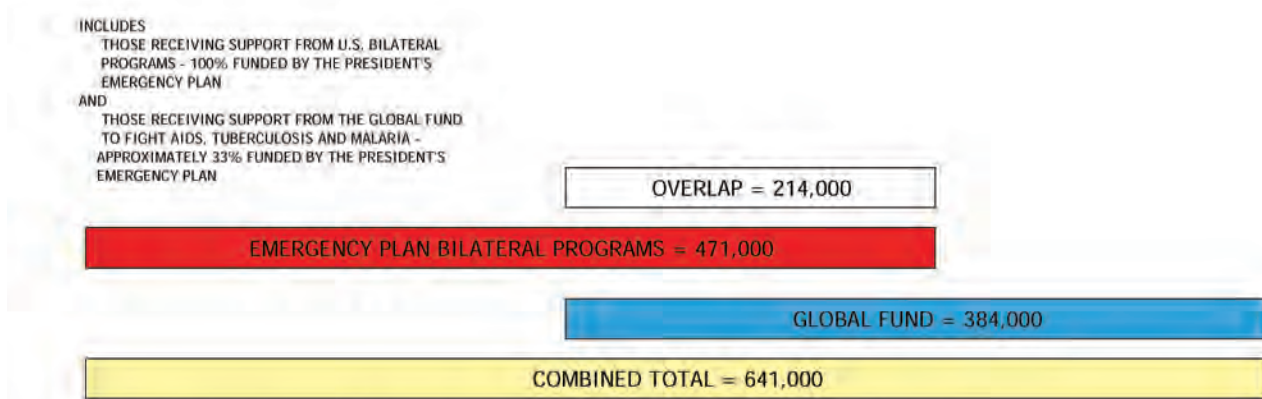 INCLUDES
THOSE RECEIVING SUPPORT FROM U.S. BILATERAL
PROGRAMS - 100% FUNDED BY THE PRESIDENT'S
EMERGENCY PLAN
AND
THOSE RECEIVING SUPPORT FROM THE GLOBAL FUND
TO FIGHT AIDS, TUBERCULOSIS AND MALARIA -
APPROXIMATELY 33% FUNDED BY THE PRESIDENT'S
EMERGENCY PLAN
OVERLAP = 214,000
EMERGENCY PLAN BILATERAL PROGRAMS = 471,000
GLOBAL FUND = 384,000
COMBINED TOTAL = 641,000